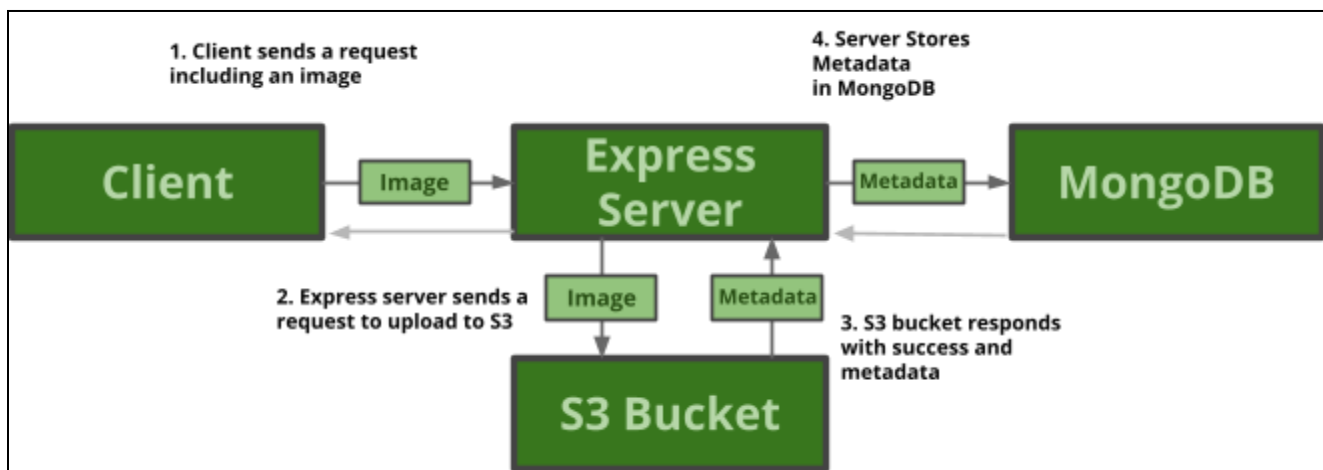 1. Client sends a request
including an image
4. Server Stores
Metadata
in MongoDB
Client
Image
Express
Server
Metadata
MongoDB
2. Express server sends a
request to upload to S3
Image
Metadata
3. S3 bucket responds
with success and
metadata
S3 Bucket